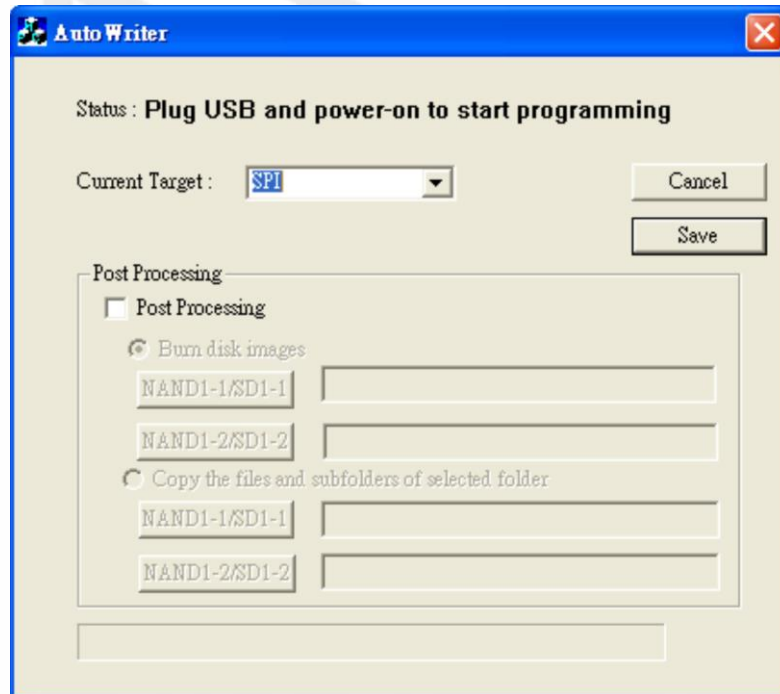 AutoWriter
Status : Plug USB and power-on to start programming
Current Target : SPI
Cancel
Save
Post Processing
Post Processing
Burn disk images
NAND1-1/SD1-1
NAND1-2/SD1-2
Copy the files and subfolders of selected folder
NAND1-1/SD1-1
NAND1-2/SD1-2